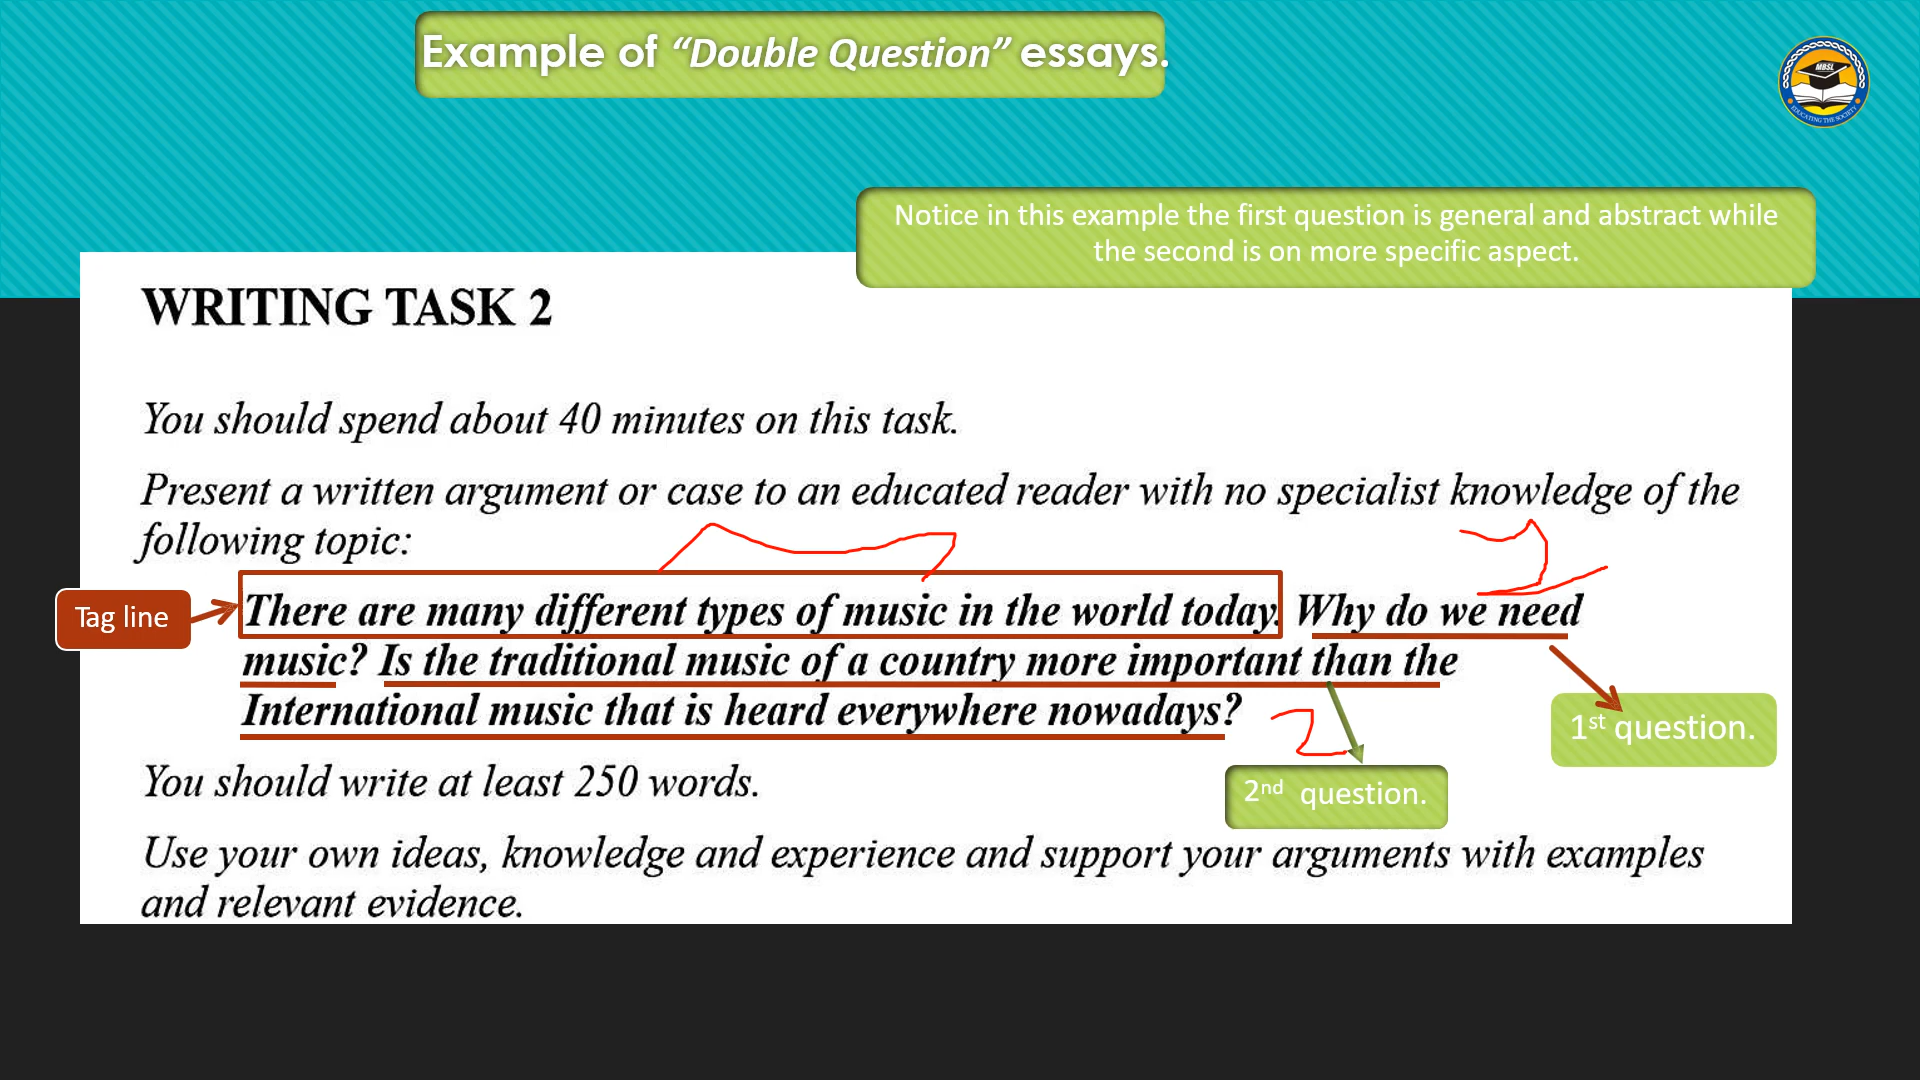 Example of “Double Question” essays.
MBSL
EDUCATING THE SOCIETY
Notice in this example the first question is general and abstract while
the second is on more specific aspect.
WRITING TASK 2
You should spend about 40 minutes on this task.
Present a written argument or case to an educated reader with no specialist knowledge of the
following topic:
Tag line
There are many different types of music in the world today. Why do we need
music? Is the traditional music of a country more important than the
International music that is heard everywhere nowadays?
1st question.
2
2nd question.
You should write at least 250 words.
Use your own ideas, knowledge and experience and support your arguments with examples
and relevant evidence.